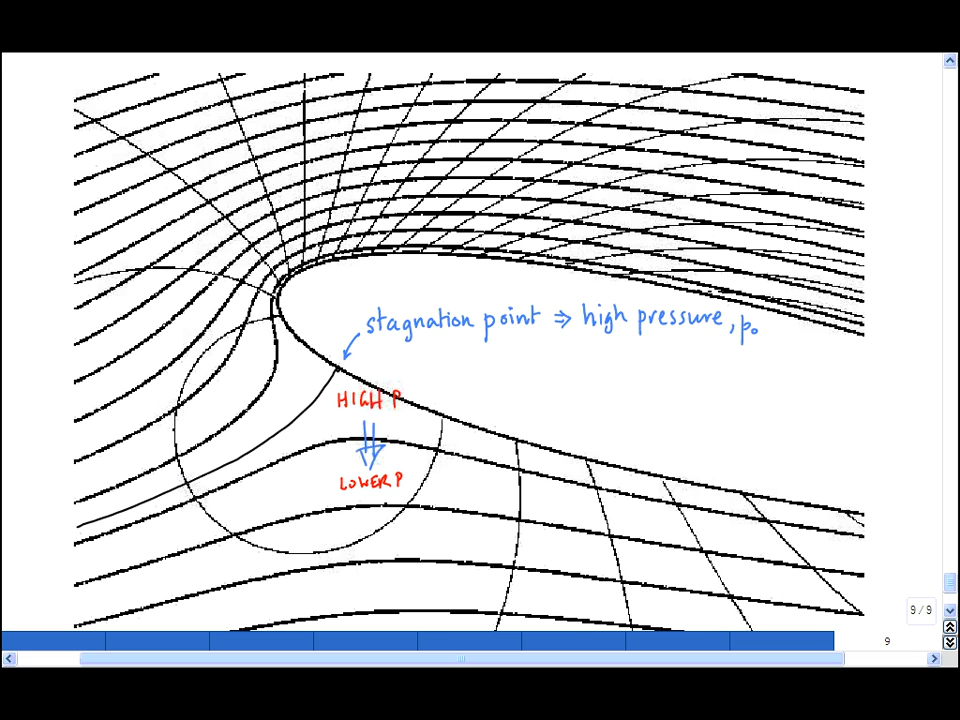 stagnation point ⇒ high pressure, p₀
HIGH P
LOWER P
9 / 9
9